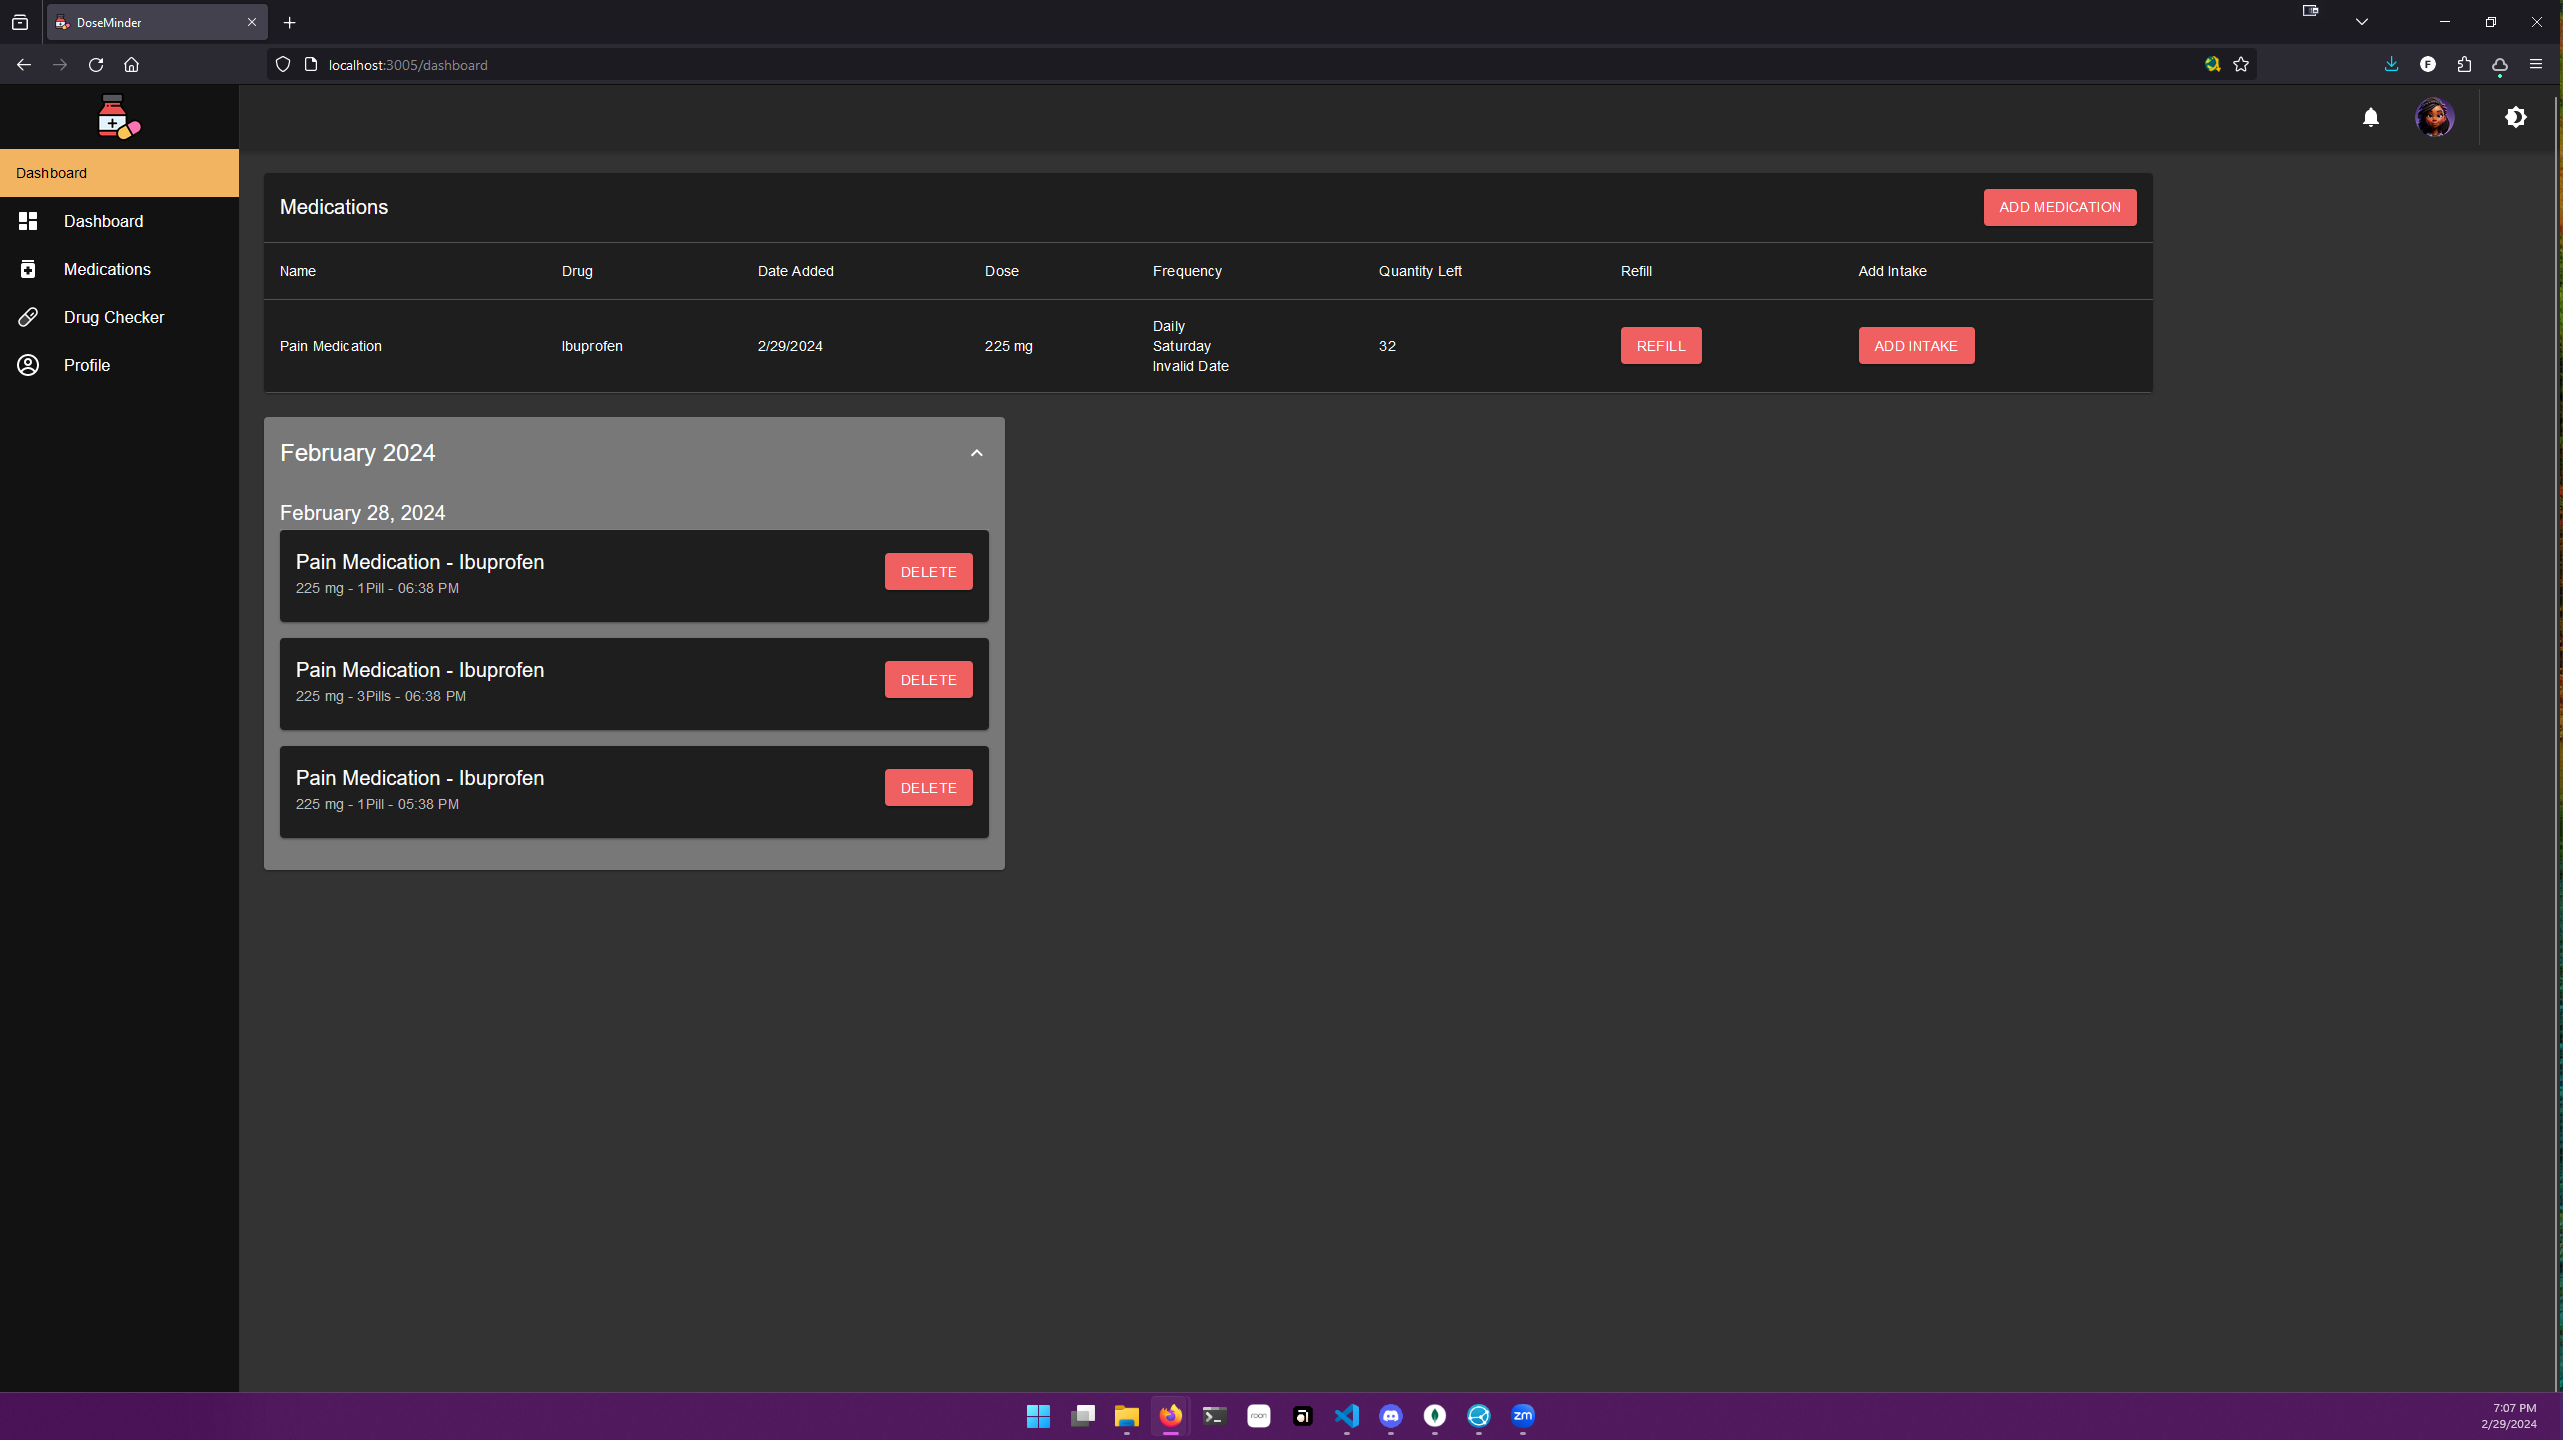 DoseMinder
localhost:3005/dashboard
F
Dashboard
Dashboard
Medications
Drug Checker
Profile
Medications
ADD MEDICATION
Name Drug Date Added Dose Frequency Quantity Left Refill Add Intake
Pain Medication Ibuprofen 2/29/2024 225 mg Daily 32 REFILL ADD INTAKE
Saturday
Invalid Date
February 2024
February 28, 2024
Pain Medication - Ibuprofen
225 mg - 1Pill - 06:38 PM
DELETE
Pain Medication - Ibuprofen
225 mg - 3Pills - 06:38 PM
DELETE
Pain Medication - Ibuprofen
225 mg - 1Pill - 05:38 PM
DELETE
roon
zm
7:07 PM
2/29/2024